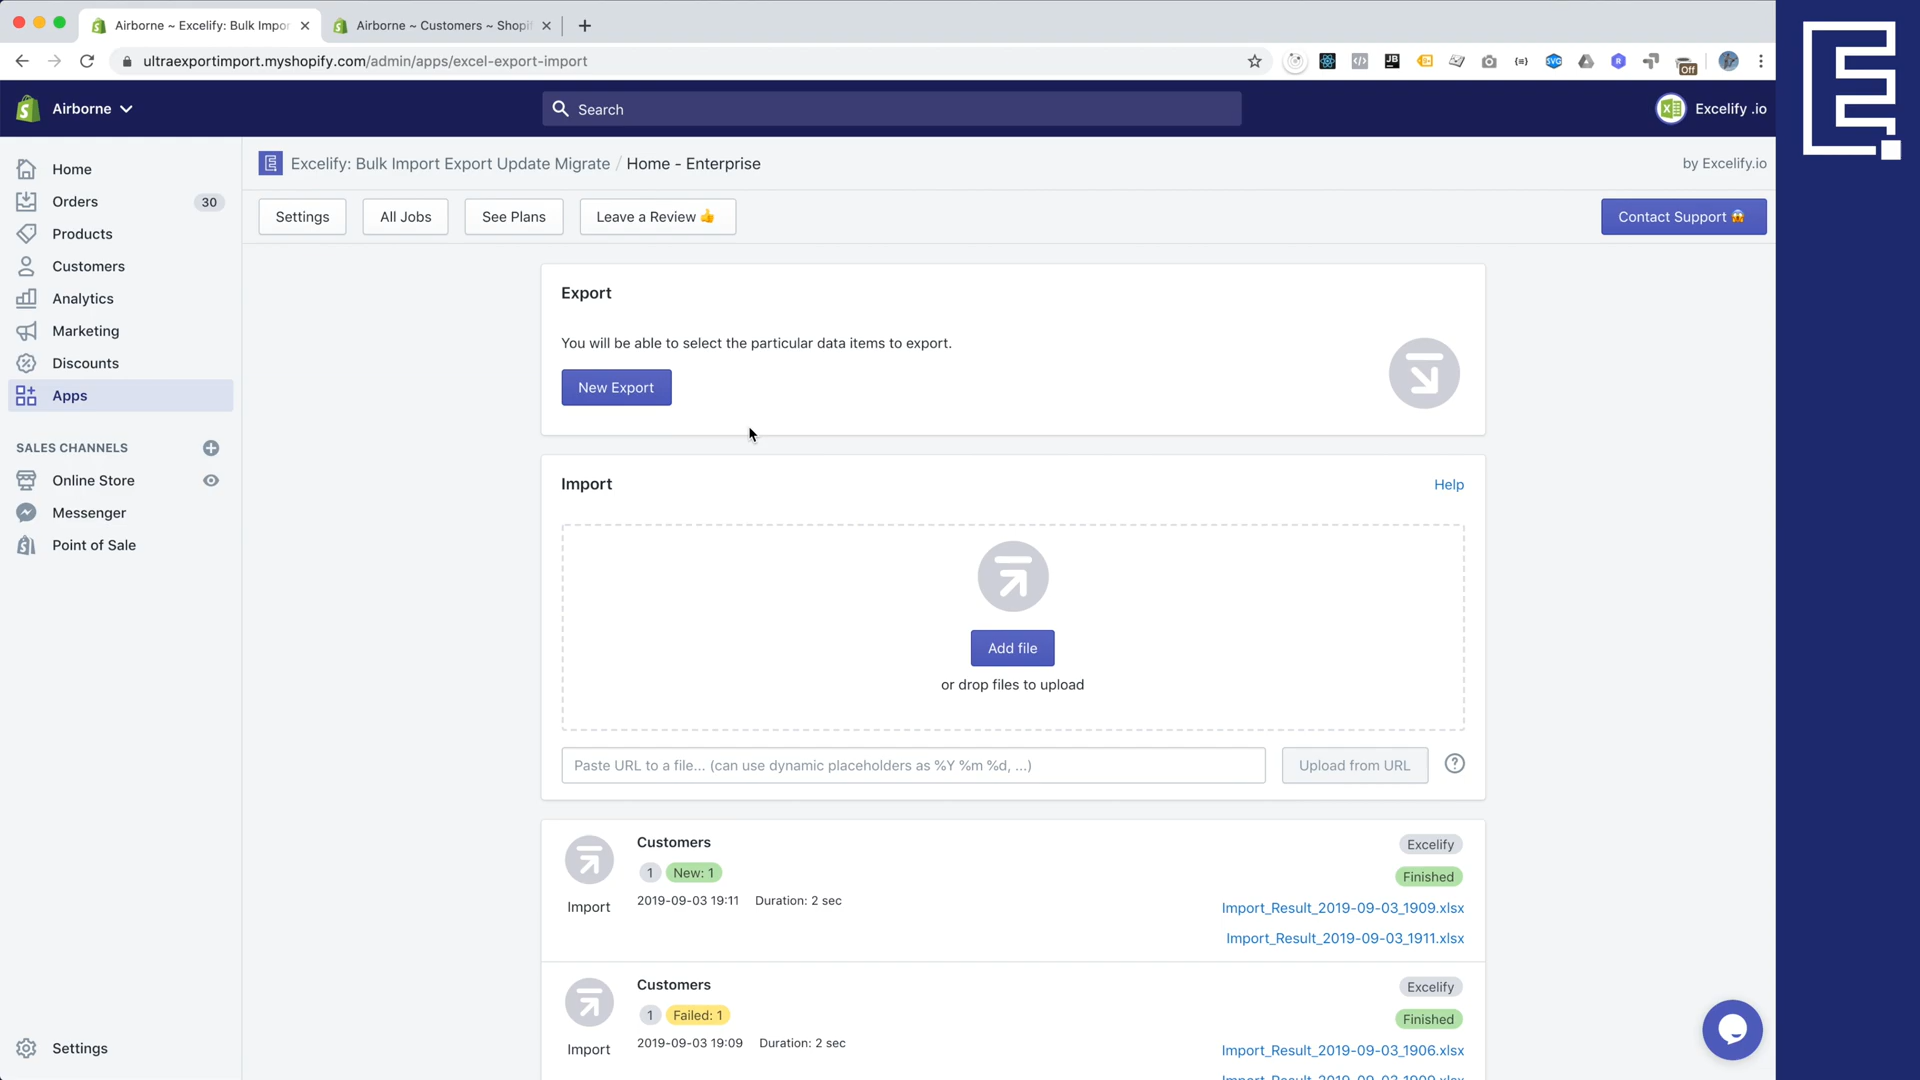 Airborne ~ Excelify: Bulk Impor
Airborne ~ Customers ~ Shopif
ultraexportimport.myshopify.com/admin/apps/excel-export-import
JB
SVG
R
Off
Airborne
Search
Excelify .io
Home
Orders
30
Products
Customers
Analytics
Marketing
Discounts
Apps
SALES CHANNELS
Online Store
Messenger
Point of Sale
Settings
Excelify: Bulk Import Export Update Migrate / Home - Enterprise
by Excelify.io
Settings
All Jobs
See Plans
Leave a Review 👍
Contact Support 😱
Export
You will be able to select the particular data items to export.
New Export
Import
Help
Add file
or drop files to upload
Paste URL to a file... (can use dynamic placeholders as %Y %m %d, ...)
Upload from URL
Customers
Excelify
1 New: 1
Finished
Import
2019-09-03 19:11 Duration: 2 sec
Import_Result_2019-09-03_1909.xlsx
Import_Result_2019-09-03_1911.xlsx
Customers
Excelify
1 Failed: 1
Finished
Import
2019-09-03 19:09 Duration: 2 sec
Import_Result_2019-09-03_1906.xlsx